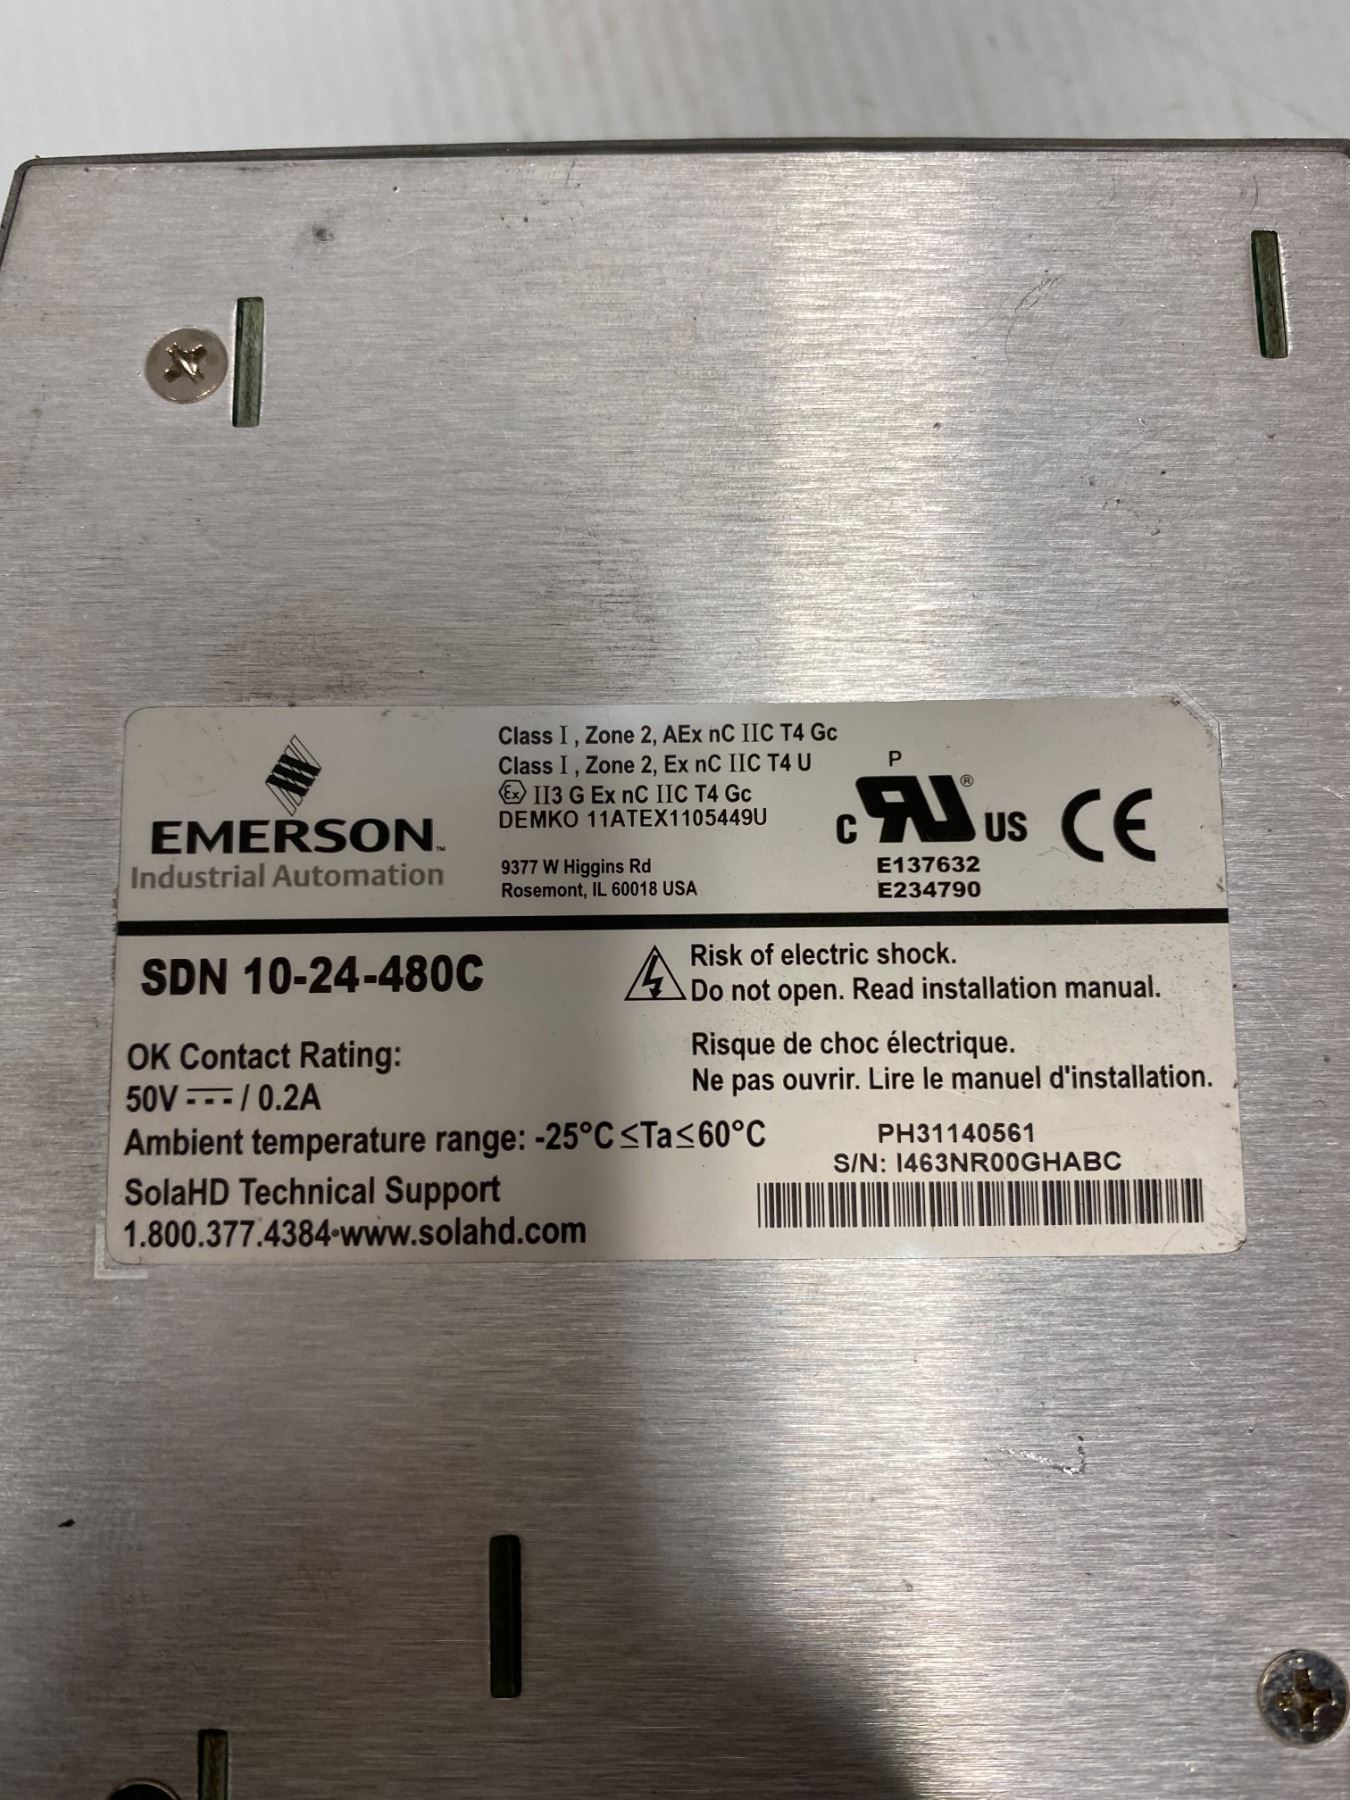 EMERSON™
Industrial Automation
Class I, Zone 2, AEx nC IIC T4 Gc
Class I, Zone 2, Ex nC IIC T4 U
Ex II3 G Ex nC IIC T4 Gc
DEMKO 11ATEX1105449U
9377 W Higgins Rd
Rosemont, IL 60018 USA
P
c RU ® US CE
E137632
E234790
SDN 10-24-480C
Risk of electric shock.
Do not open. Read installation manual.
Risque de choc électrique.
Ne pas ouvrir. Lire le manuel d'installation.
OK Contact Rating:
50V ⎓ / 0.2A
Ambient temperature range: -25°C ≤Ta≤60°C
SolaHD Technical Support
1.800.377.4384•www.solahd.com
PH31140561
S/N: I463NR00GHABC